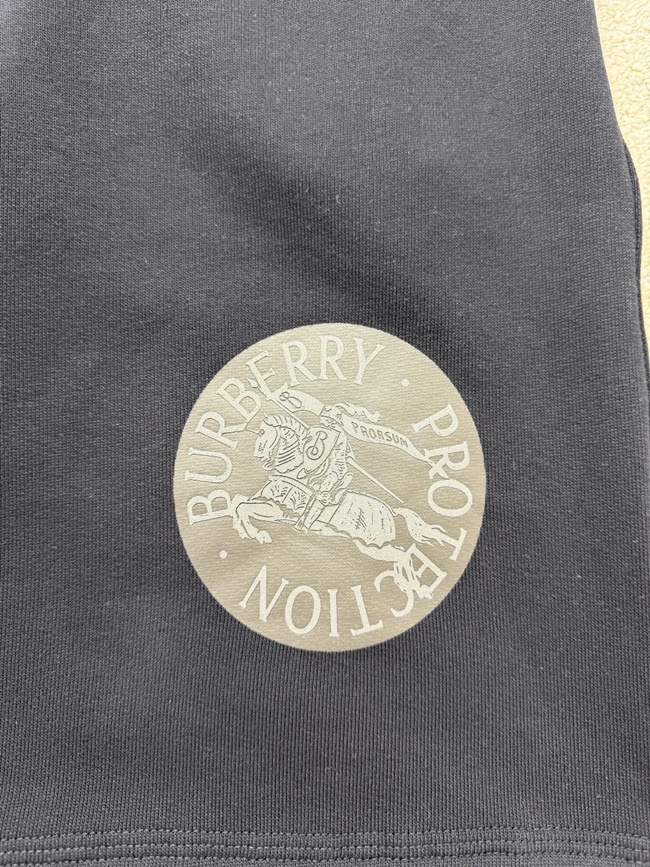 BURBERRY · PROTECTION ·
PRORSUM
B
B